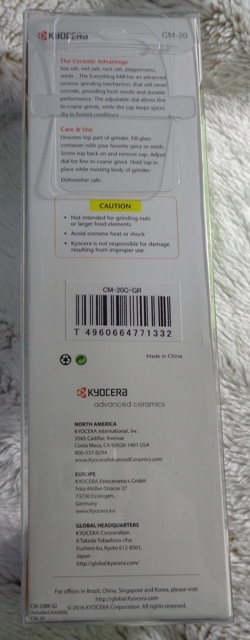 KYOCERA CM-20
The Ceramic Advantage
Sea salt, wet salt, rock salt, peppercorns,
seeds - The Everything Mill has an advanced
ceramic grinding mechanism, that will never
corrode, providing fresh results and durable
performance. The adjustable dial allows fine
to coarse grinds, while the cap keeps spices
dry in humid conditions.
Care & Use
Unscrew top part of grinder. Fill glass
container with your favorite spice or seeds.
Screw top back on and remove cap. Adjust
dial for fine to coarse grind. Hold top in
place while twisting body of grinder.
Dishwasher safe.
CAUTION
• Not intended for grinding nuts
or larger food elements
• Avoid extreme heat or shock
• Kyocera is not responsible for damage
resulting from improper use
CM-20C-GR
T 4960664771332
Made in China
KYOCERA
advanced ceramics
NORTH AMERICA
KYOCERA International, Inc.
3565 Cadillac Avenue
Costa Mesa, CA 92626-1401 USA
800-537-0294
www.KyoceraAdvancedCeramics.com
EUROPE
KYOCERA Fineceramics GmbH
Fritz-Müller-Strasse 27
73730 Esslingen,
Germany
www.kyocera.eu
GLOBAL HEADQUARTERS
KYOCERA Corporation
6 Takeda Tobadono-cho
Fushimi-ku, Kyoto 612-8501,
Japan
http://global.kyocera.com/
For offices in Brazil, China, Singapore and Korea, please visit
http://global.kyocera.com
© 2016 KYOCERA Corporation. All rights reserved.
included models:
CM-20